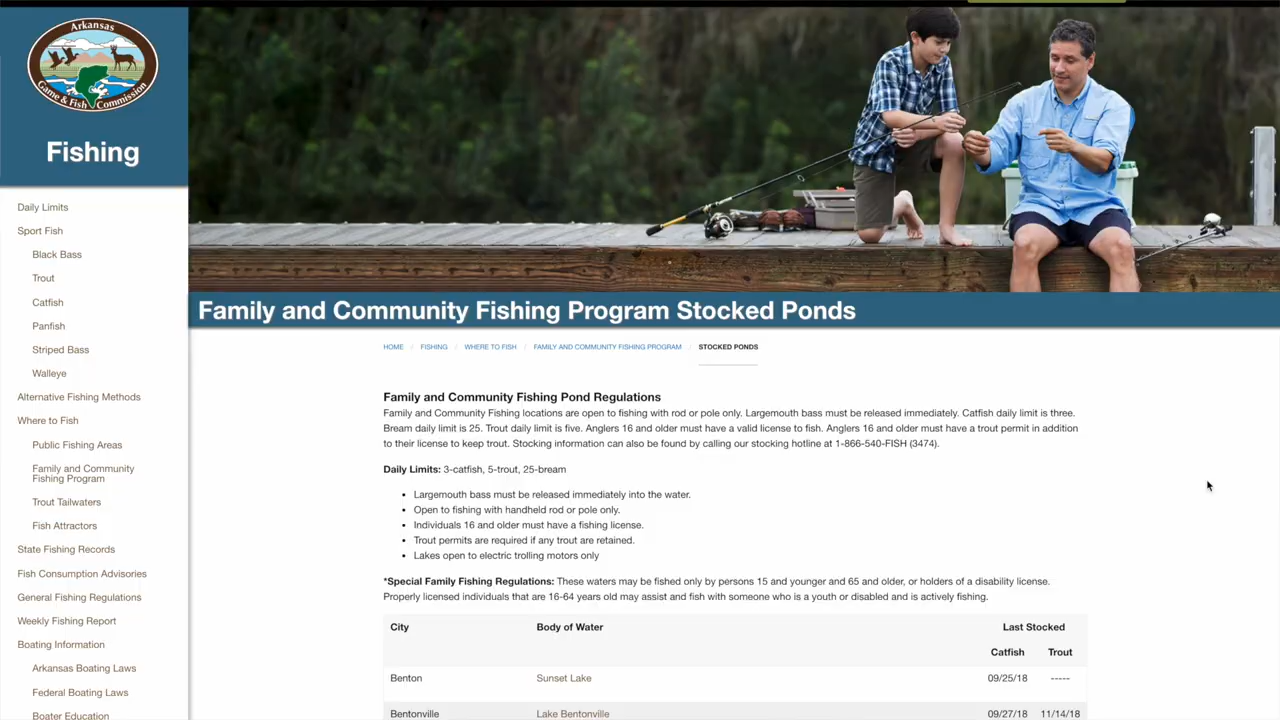 Arkansas
Game & Fish Commission
Fishing
Daily Limits
Sport Fish
Black Bass
Trout
Catfish
Panfish
Striped Bass
Walleye
Alternative Fishing Methods
Where to Fish
Public Fishing Areas
Family and Community
Fishing Program
Trout Tailwaters
Fish Attractors
State Fishing Records
Fish Consumption Advisories
General Fishing Regulations
Weekly Fishing Report
Boating Information
Arkansas Boating Laws
Federal Boating Laws
Boater Education
Family and Community Fishing Program Stocked Ponds
HOME / FISHING / WHERE TO FISH / FAMILY AND COMMUNITY FISHING PROGRAM / STOCKED PONDS
Family and Community Fishing Pond Regulations
Family and Community Fishing locations are open to fishing with rod or pole only. Largemouth bass must be released immediately. Catfish daily limit is three.
Bream daily limit is 25. Trout daily limit is five. Anglers 16 and older must have a valid license to fish. Anglers 16 and older must have a trout permit in addition
to their license to keep trout. Stocking information can also be found by calling our stocking hotline at 1-866-540-FISH (3474).
Daily Limits: 3-catfish, 5-trout, 25-bream
• Largemouth bass must be released immediately into the water.
• Open to fishing with handheld rod or pole only.
• Individuals 16 and older must have a fishing license.
• Trout permits are required if any trout are retained.
• Lakes open to electric trolling motors only
*Special Family Fishing Regulations: These waters may be fished only by persons 15 and younger and 65 and older, or holders of a disability license.
Properly licensed individuals that are 16-64 years old may assist and fish with someone who is a youth or disabled and is actively fishing.
City Body of Water Last Stocked
Catfish Trout
Benton Sunset Lake 09/25/18 -----
Bentonville Lake Bentonville 09/27/18 11/14/18